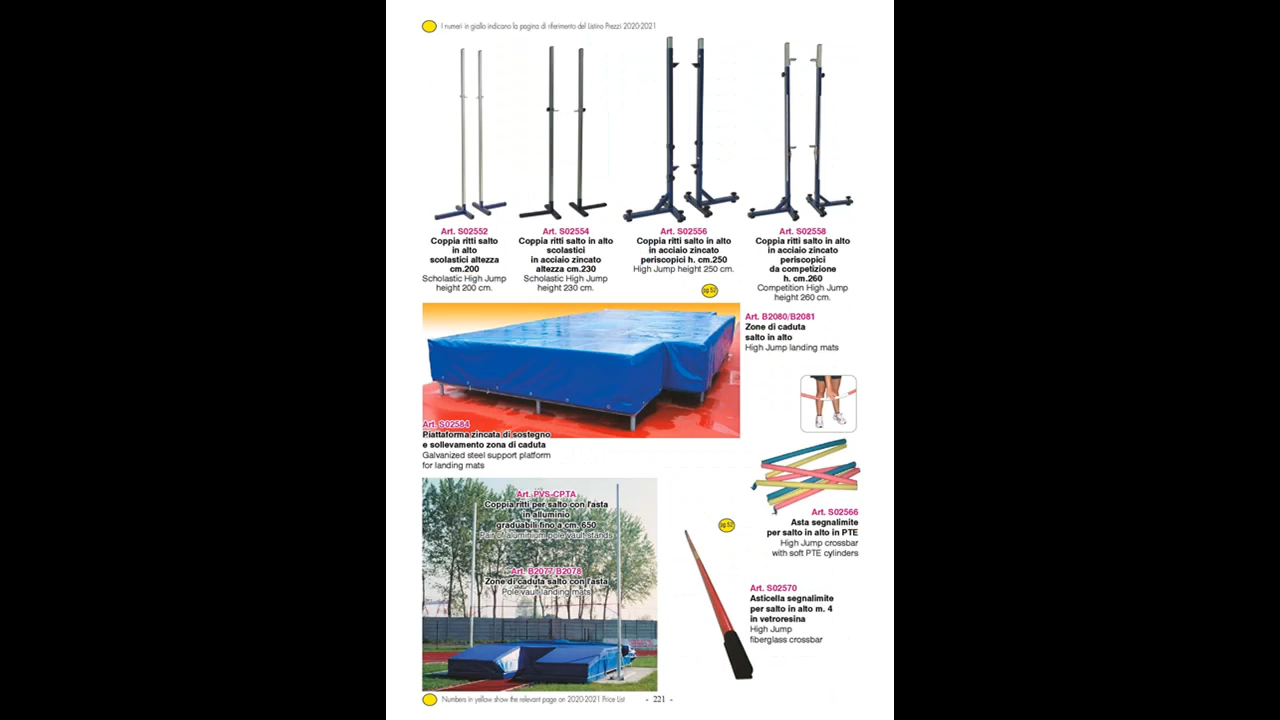 I numeri in giallo indicano la pagina di riferimento del Listino Prezzi 2020-2021
Art. S02552
Coppia ritti salto
in alto
scolastici altezza
cm.200
Scholastic High Jump
height 200 cm.
Art. S02554
Coppia ritti salto in alto
scolastici
in acciaio zincato
altezza cm.230
Scholastic High Jump
height 230 cm.
Art. S02556
Coppia ritti salto in alto
in acciaio zincato
periscopici h. cm.250
High Jump height 250 cm.
Art. S02558
Coppia ritti salto in alto
in acciaio zincato
periscopici
da competizione
h. cm.260
Competition High Jump
height 260 cm.
pg.52
Art. B2080/B2081
Zone di caduta
salto in alto
High Jump landing mats
Art. S02584
Piattaforma zincata di sostegno
e sollevamento zona di caduta
Galvanized steel support platform
for landing mats
Art. PVS-CPTA
Coppia ritti per salto con l'asta
in alluminio
graduabili fino a cm. 650
Pair of aluminium pole vault stands
Art. B2077/B2078
Zone di caduta salto con l'asta
Pole vaut landing mats
pg.52
Art. S02566
Asta segnalimite
per salto in alto in PTE
High Jump crossbar
with soft PTE cylinders
Art. S02570
Asticella segnalimite
per salto in alto m. 4
in vetroresina
High Jump
fiberglass crossbar
Numbers in yellow show the relevant page on 2020-2021 Price List
- 221 -